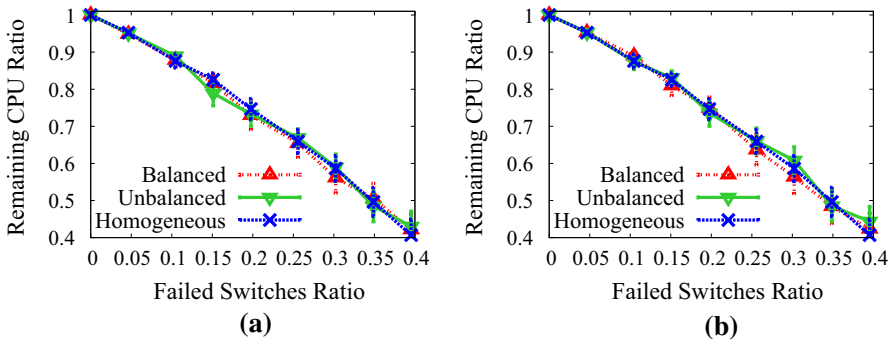 Remaining CPU Ratio
1
0.9
0.8
0.7
0.6
0.5
0.4
Balanced
Unbalanced
Homogeneous
0 0.05 0.1 0.15 0.2 0.25 0.3 0.35 0.4
Failed Switches Ratio
(a)
Remaining CPU Ratio
1
0.9
0.8
0.7
0.6
0.5
0.4
Balanced
Unbalanced
Homogeneous
0 0.05 0.1 0.15 0.2 0.25 0.3 0.35 0.4
Failed Switches Ratio
(b)